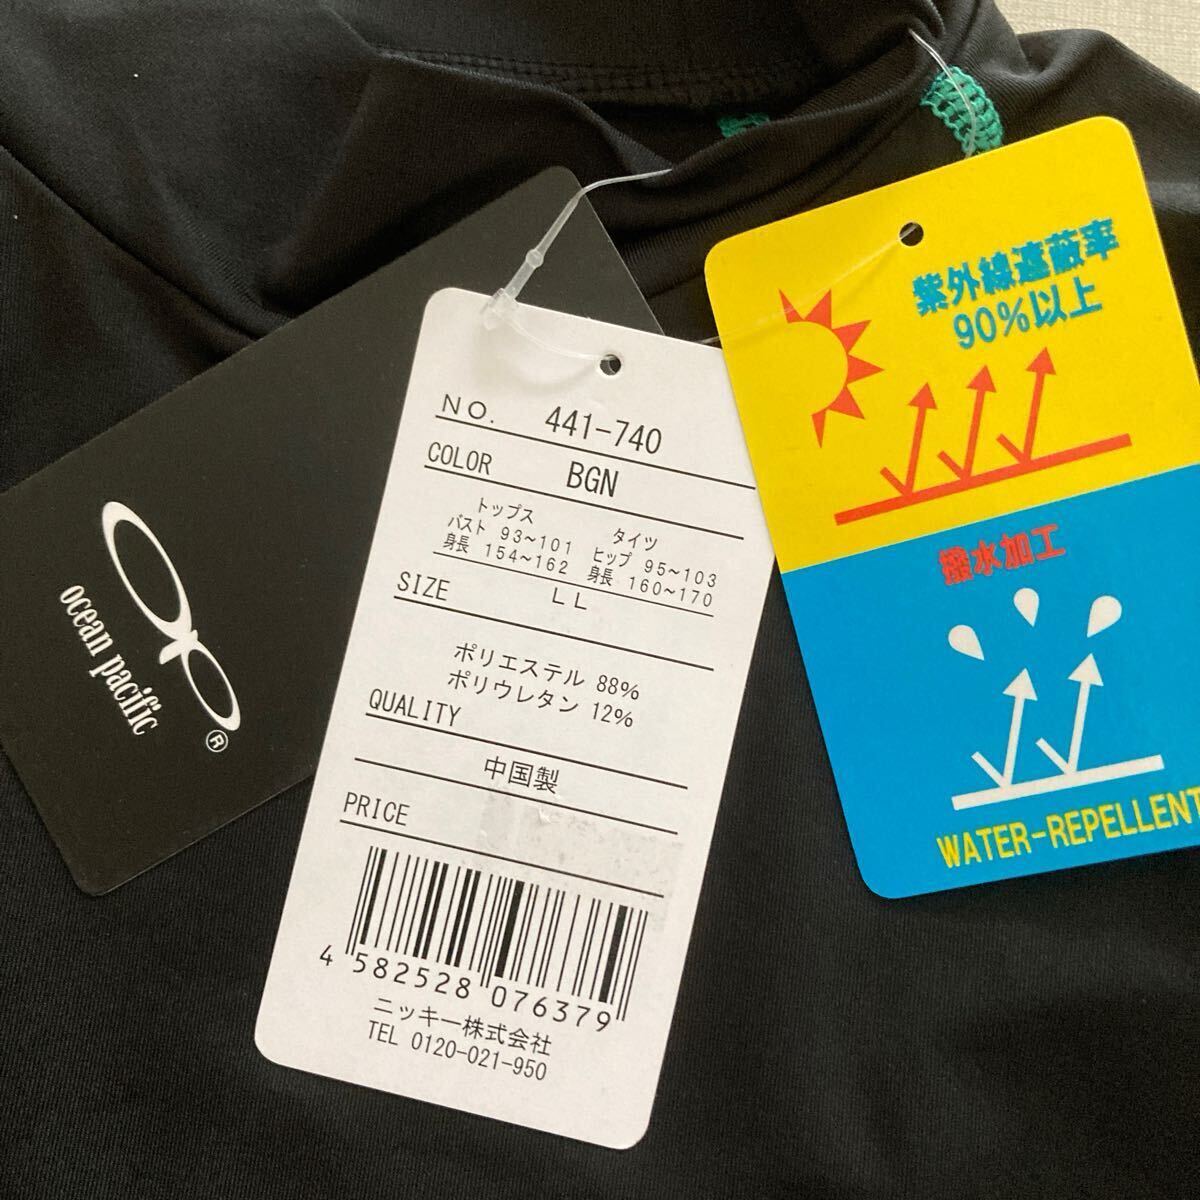 Op
ocean pacific
®
NO. 441-740
COLOR BGN
トップス タイツ
バスト 93~101 ヒップ 95~103
身長 154~162 身長 160~170
SIZE LL
ポリエステル 88%
ポリウレタン 12%
QUALITY
中国製
PRICE
4 582528 076379
ニッキー株式会社
TEL 0120-021-950
紫外線遮蔽率
90%以上
撥水加工
WATER-REPELLENT